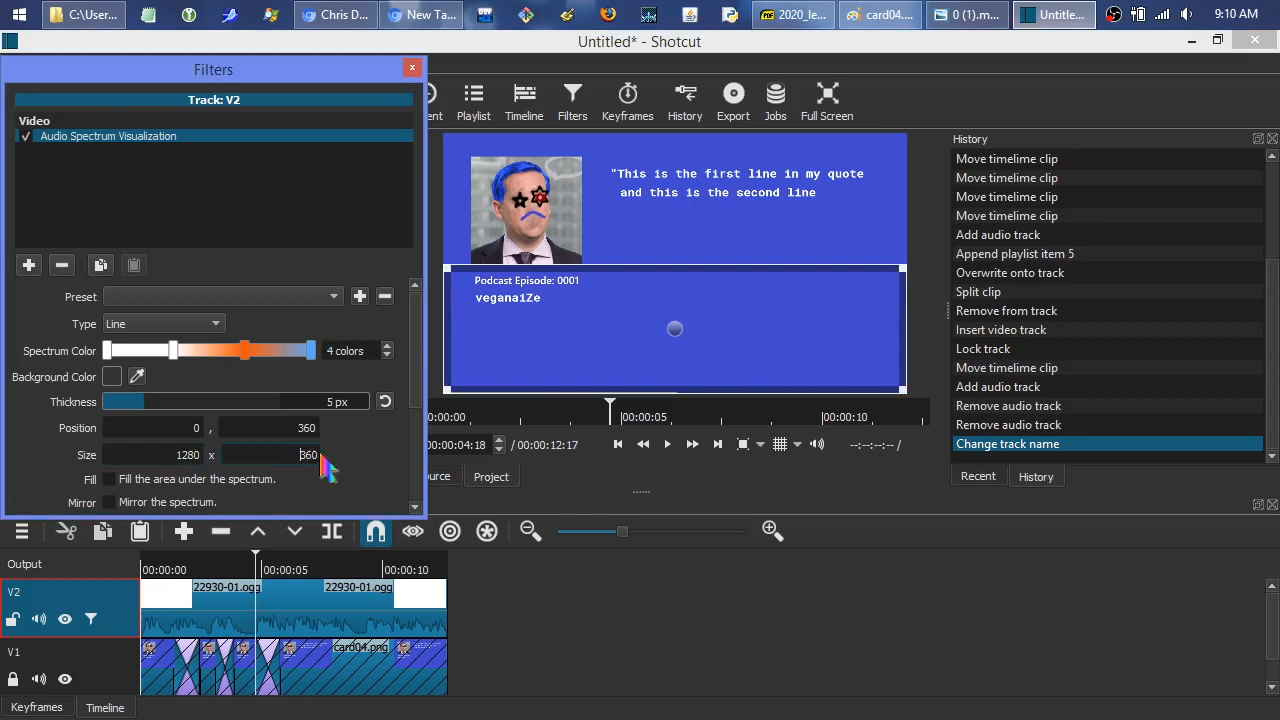 C:\User...
Chris D...
New Ta...
2020_le...
card04....
0 (1).m...
Untitle...
9:10 AM
Untitled* - Shotcut
Filters
Track: V2
Video
Audio Spectrum Visualization
Preset
Type Line
Spectrum Color 4 colors
Background Color
Thickness 5 px
Position 0 , 360
Size 1280 x 360
Fill Fill the area under the spectrum.
Mirror Mirror the spectrum.
ent
Playlist
Timeline
Filters
Keyframes
History
Export
Jobs
Full Screen
"This is the first line in my quote
and this is the second line
Podcast Episode: 0001
vegana1Ze
00:00
00:00:05
00:00:10
00:00:04:18 / 00:00:12:17
--:--:--:-- /
urce
Project
History
Move timelime clip
Move timelime clip
Move timelime clip
Move timelime clip
Add audio track
Append playlist item 5
Overwrite onto track
Split clip
Remove from track
Insert video track
Lock track
Move timelime clip
Add audio track
Remove audio track
Remove audio track
Change track name
Recent
History
Output
00:00:00
00:00:05
00:00:10
V2
22930-01.ogg
22930-01.ogg
V1
card04.png
Keyframes
Timeline